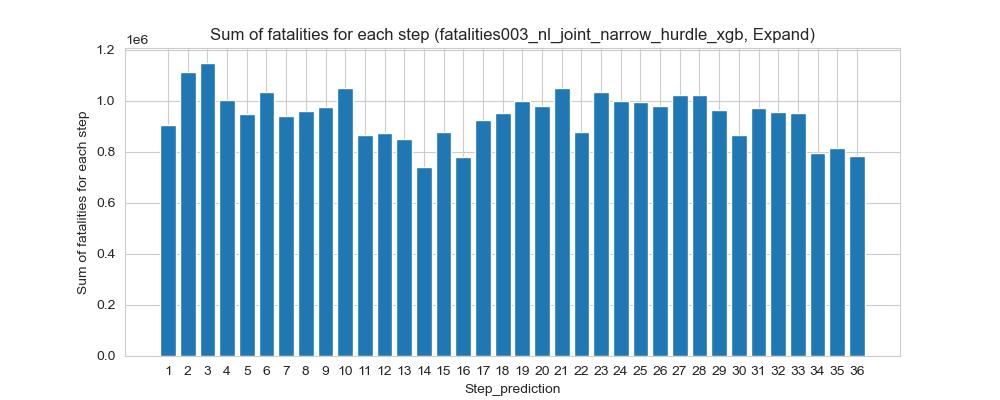 Sum of fatalities for each step (fatalities003_nl_joint_narrow_hurdle_xgb, Expand)
1e6
1.2
1.0
0.8
0.6
0.4
0.2
0.0
Sum of fatalities for each step
1 2 3 4 5 6 7 8 9 10 11 12 13 14 15 16 17 18 19 20 21 22 23 24 25 26 27 28 29 30 31 32 33 34 35 36
Step_prediction